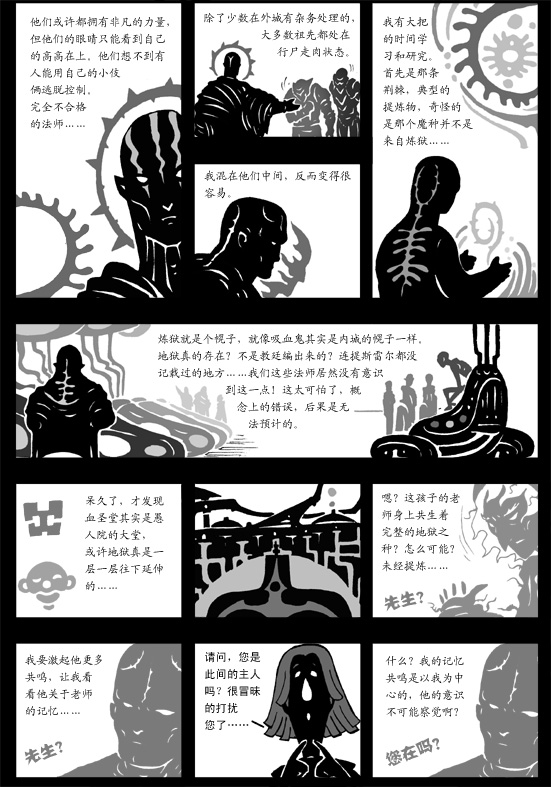 他们或许都拥有非凡的力量，
但他们的眼睛只能看到自己
的高高在上，他们想不到有
人能用自己的小伎
俩逃脱控制。
完全不合格
的法师……
除了少数在外城有杂务处理的，
大多数祖先都处在
行尸走肉状态。
我混在他们中间，反而变得很
容易。
我有大把
的时间学
习和研究。
首先是那条
荆棘，典型的
提炼物，奇怪的
是那个魔种并不是
来自炼狱……
炼狱就是个幌子，就像吸血鬼其实是内城的幌子一样。
地狱真的存在？不是教廷编出来的？连提斯雷尔都没
记载过的地方……我们这些法师居然没有意识
到这一点！这太可怕了，概
念上的错误，后果是无
法预计的。
呆久了，才发现
血圣堂其实是愚
人院的大堂，
或许地狱真是一
层一层往下延伸
的……
嗯？这孩子的老
师身上共生着
完整的地狱之
种？怎么可能？
未经提炼……
先生？
我要激起他更多
共鸣，让我看
看他关于老师
的记忆……
先生？
请问，您是
此间的主人
吗？很冒昧
的打扰
您了……
什么？我的记忆
共鸣是以我为中
心的，他的意识
不可能察觉啊？
您在吗？